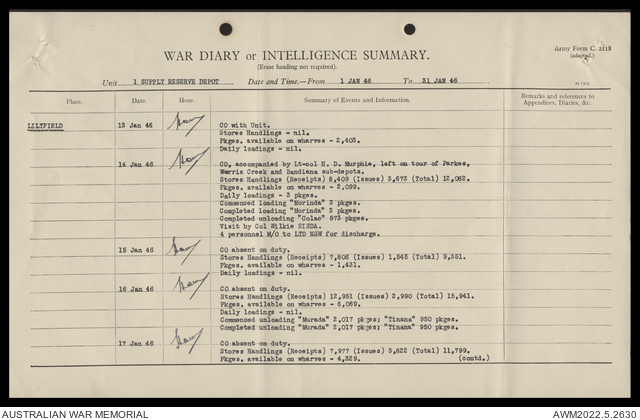 Army Form C. 2118
(adapted.)
WAR DIARY or INTELLIGENCE SUMMARY.
(Erase heading not required).
Unit 1 SUPPLY RESERVE DEPOT Date and Time.—From 1 JAN 46 To 31 JAN 46
Place. Date. Hour. Summary of Events and Information. Remarks and references to
Appendices, Diaries, &c.
LILYFIELD 13 Jan 46 CO with Unit.
Stores Handlings - nil.
Pkges. available on wharves - 2,403.
Daily loadings - nil.
14 Jan 46 CO, accompanied by Lt-col H. D. Murphie, left on tour of Parkes,
Werris Creek and Bandiana sub-depots.
Stores Handlings (Receipts) 8,409 (Issues) 3,673 (Total) 12,082.
Pkges. available on wharves - 2,099.
Daily loadings - 3 pkges.
Commenced loading "Morinda" 3 pkges.
Completed loading "Morinda" 3 pkges.
Completed unloading "Colac" 573 pkges.
Visit by Col Wilkie SISDA.
4 personnel M/O to LTD NSW for discharge.
15 Jan 46 CO absent on duty.
Stores Handlings (Receipts) 7,806 (Issues) 1,545 (Total) 9,351.
Pkges. available on wharves - 1,431.
Daily loadings - nil.
16 Jan 46 CO absent on duty.
Stores Handlings (Receipts) 12,951 (Issues) 2,990 (Total) 15,941.
Pkges. available on wharves - 8,069.
Daily loadings - nil.
Commenced unloading "Murada" 2,017 pkges; "Tinana" 950 pkges.
Completed unloading "Murada" 2,017 pkges; "Tinana" 950 pkges.
17 Jan 46 CO absent on duty.
Stores Handlings (Receipts) 7,977 (Issues) 3,822 (Total) 11,799.
Pkges. available on wharves - 4,329.
(contd.)
AUSTRALIAN WAR MEMORIAL AWM2022.5.2630